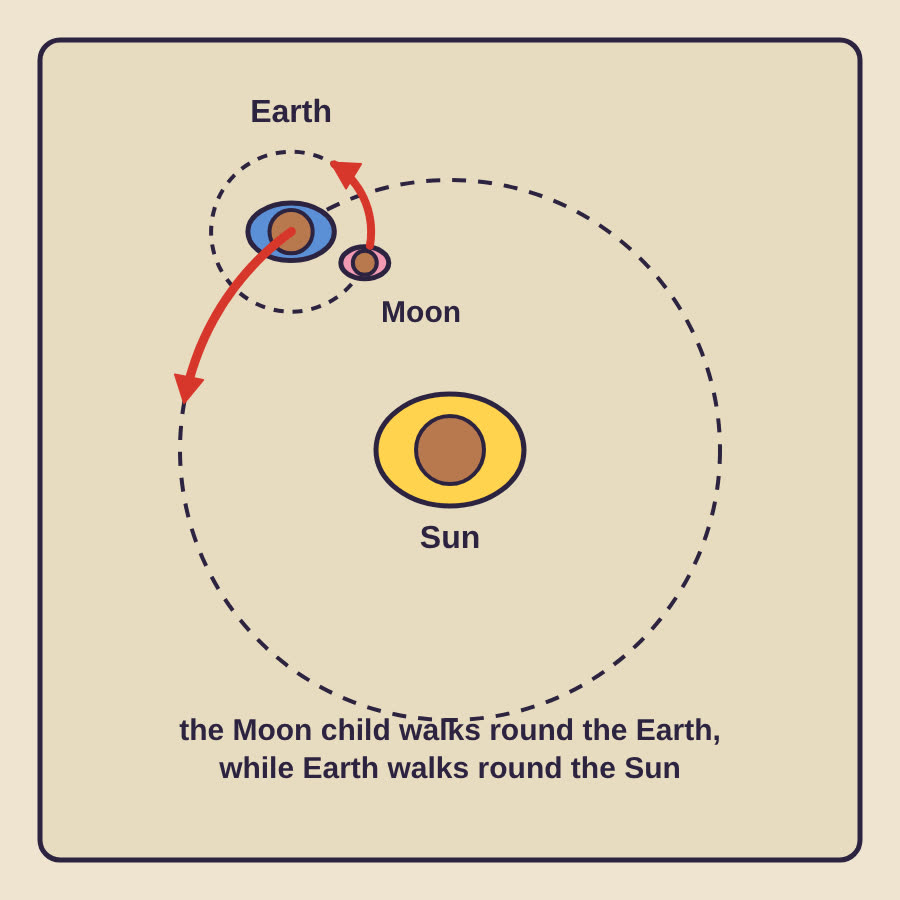 Earth
Moon
Sun
the Moon child walks round the Earth,
while Earth walks round the Sun